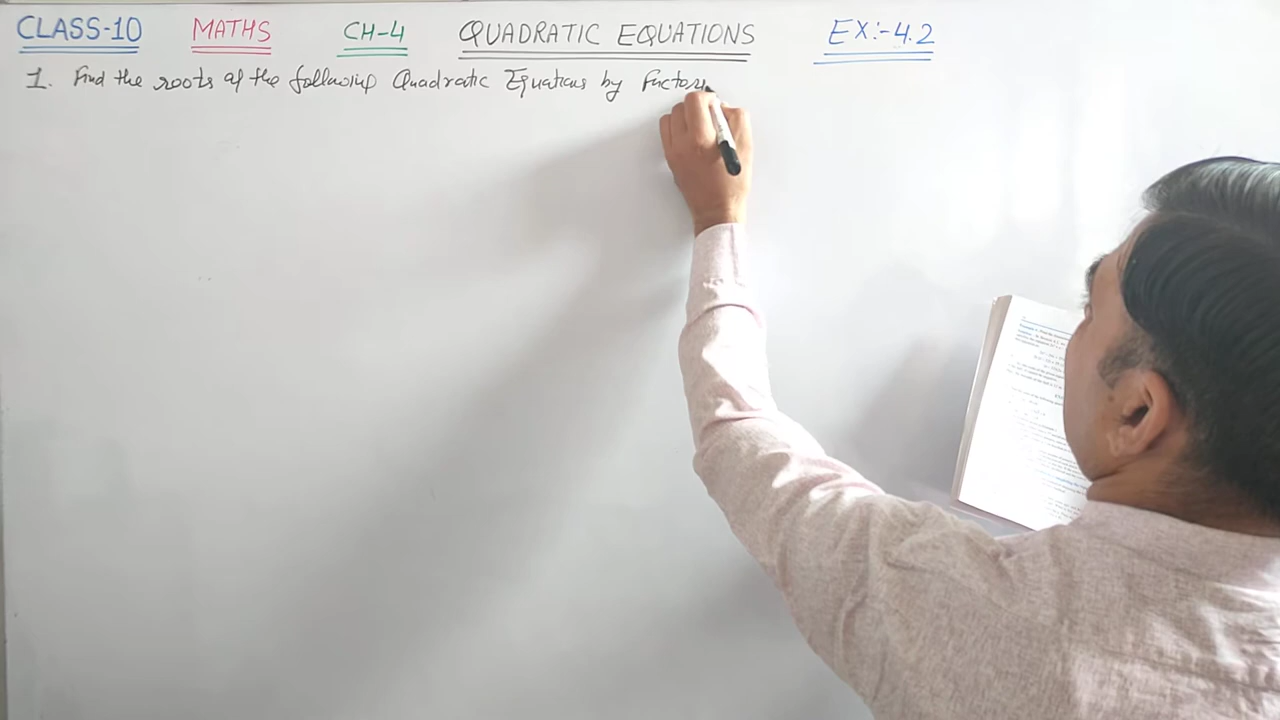 CLASS-10 MATHS CH-4 QUADRATIC EQUATIONS EX:-4.2
1. Find the roots of the following Quadratic Equations by Factori